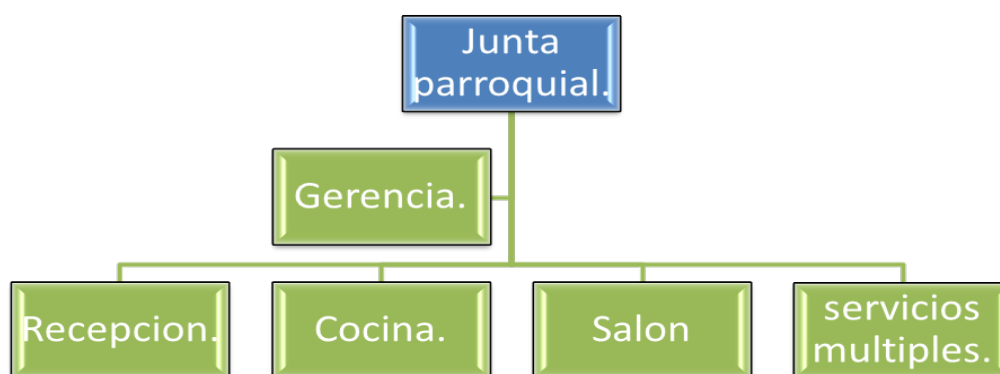 Junta
parroquial.
Gerencia.
Recepcion.
Cocina.
Salon
servicios
multiples.